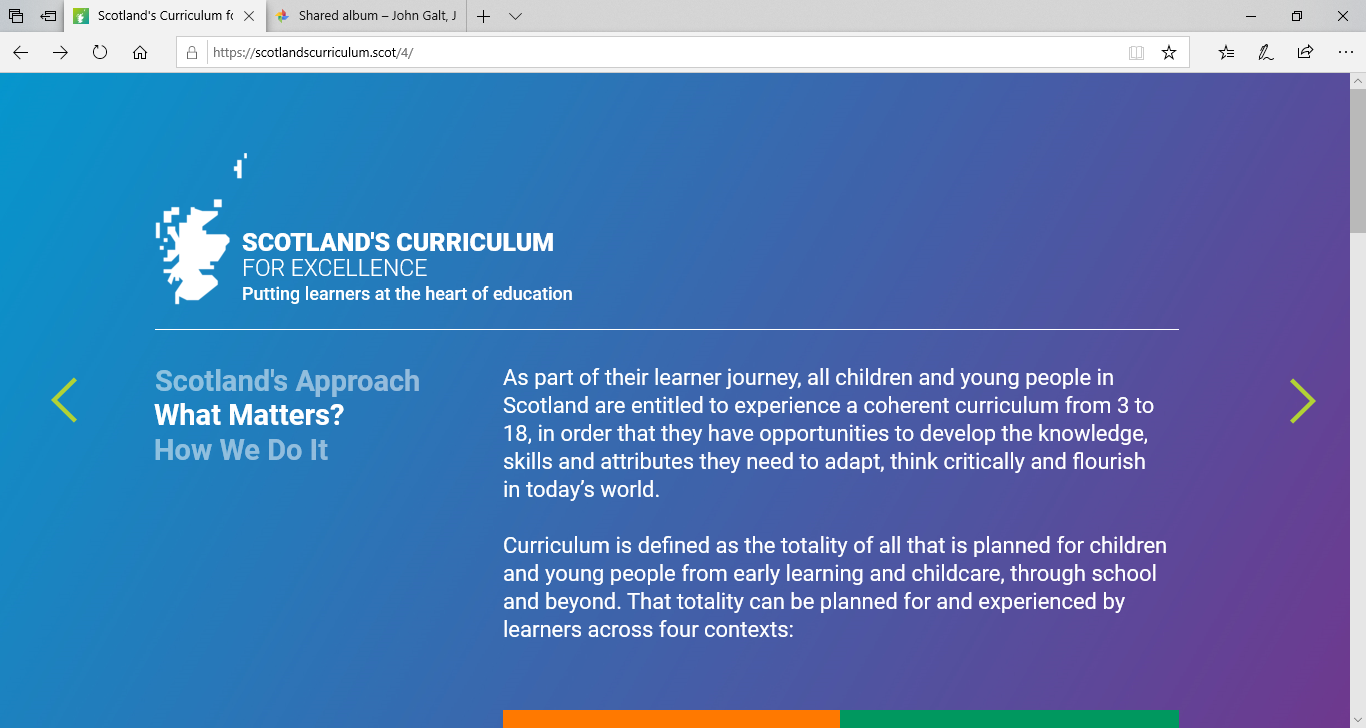 Scotland's Curriculum fo
Shared album – John Galt, J
https://scotlandscurriculum.scot/4/
SCOTLAND'S CURRICULUM
FOR EXCELLENCE
Putting learners at the heart of education
Scotland's Approach
What Matters?
How We Do It
As part of their learner journey, all children and young people in
Scotland are entitled to experience a coherent curriculum from 3 to
18, in order that they have opportunities to develop the knowledge,
skills and attributes they need to adapt, think critically and flourish
in today’s world.
Curriculum is defined as the totality of all that is planned for children
and young people from early learning and childcare, through school
and beyond. That totality can be planned for and experienced by
learners across four contexts: